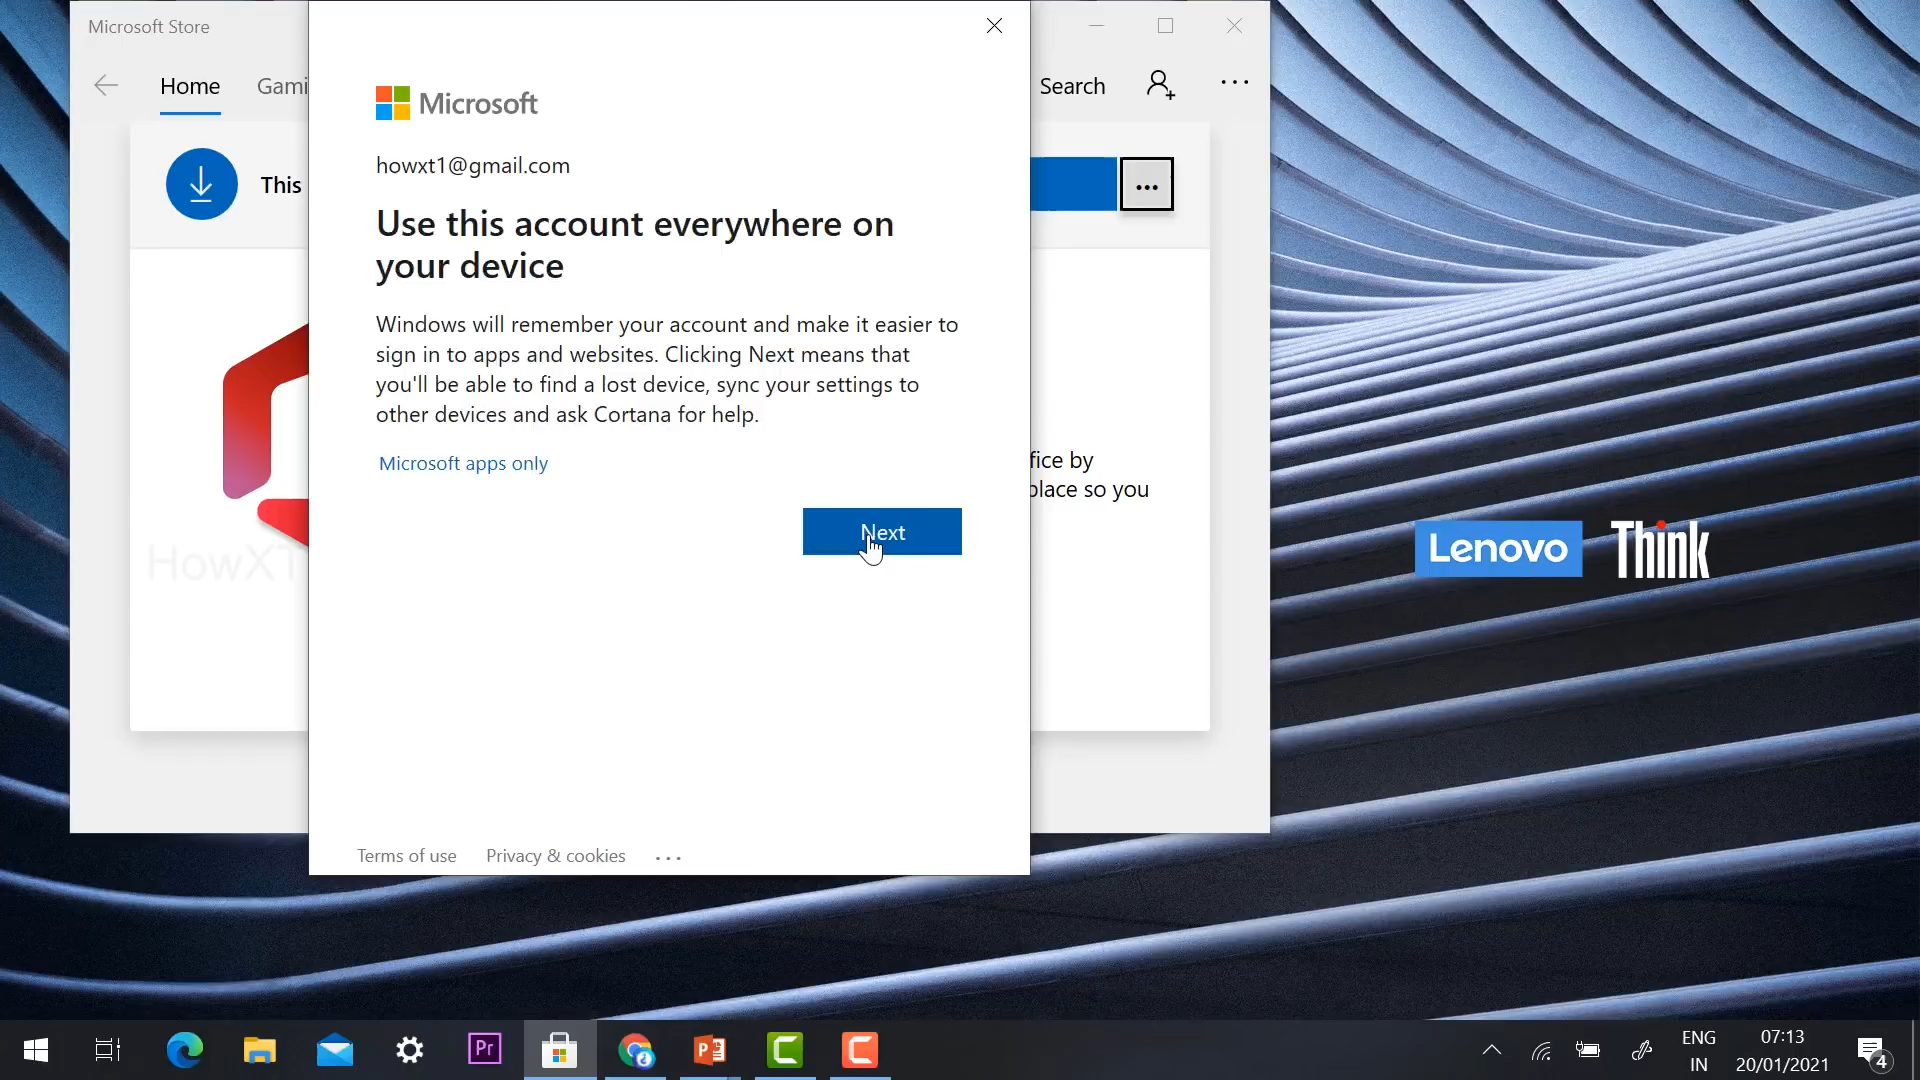 Microsoft Store
Home
Gami
Search
This
Microsoft
howxt1@gmail.com
Use this account everywhere on
your device
Windows will remember your account and make it easier to
sign in to apps and websites. Clicking Next means that
you'll be able to find a lost device, sync your settings to
other devices and ask Cortana for help.
Microsoft apps only
Next
fice by
place so you
HowXT
Lenovo
Think
Terms of use
Privacy & cookies
Pr
ENG
IN
07:13
20/01/2021
4